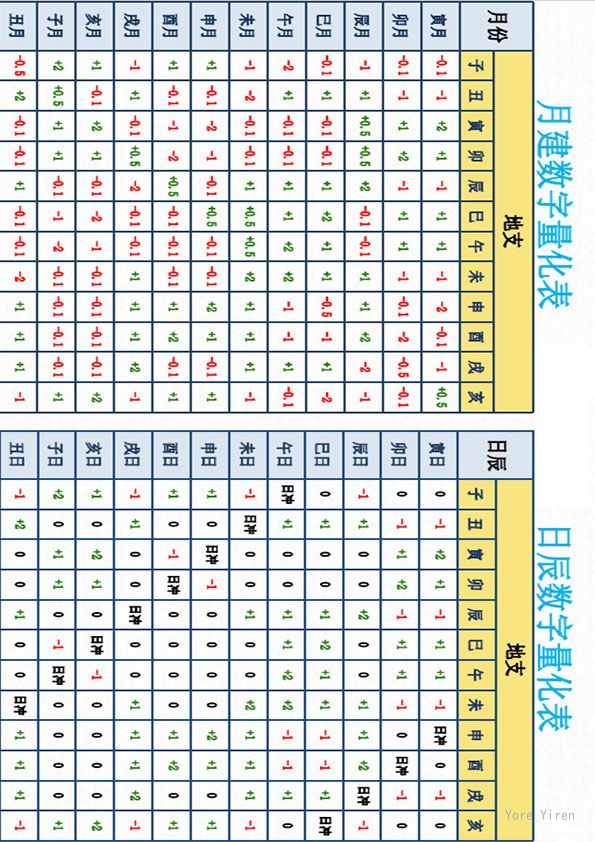 月建数字量化表
月份 地支
子 丑 寅 卯 辰 巳 午 未 申 酉 戌 亥
寅月 -0.1 -1 +2 +1 -1 +1 +1 -1 -2 -0.1 -1 +0.5
卯月 -0.1 -1 +1 +2 -1 +1 +1 -1 -0.1 -2 -0.5 -0.1
辰月 -1 +1 +0.5 +0.5 +2 -0.1 -0.1 +1 +1 +2 -2 -1
巳月 -0.1 +1 -0.1 -0.1 +1 +2 +1 +1 -0.5 -1 +1 -2
午月 -2 +1 -0.1 -0.1 +1 +1 +2 +2 -1 -1 +1 -0.1
未月 -1 -2 -0.1 -0.1 +1 +0.5 +0.5 +2 +1 +1 +1 -1
申月 +1 -0.1 -2 -1 -0.1 +0.5 -0.1 -0.1 +2 +1 -0.1 +1
酉月 +1 -0.1 -1 -2 +0.5 -0.1 -0.1 -0.1 +1 +2 -0.1 +1
戌月 -1 +1 -0.1 +0.5 -2 -0.1 -0.1 +1 +1 +1 +2 -1
亥月 +1 -0.1 +2 +1 -0.1 -2 -1 -0.1 -0.1 -0.1 -0.1 +2
子月 +2 +0.5 +1 +1 -0.1 -1 -2 -0.1 -0.1 -0.1 -0.1 +1
丑月 -0.5 +2 -0.1 -0.1 +1 -0.1 -0.1 -2 +1 +1 +1 -1
日辰数字量化表
日辰 地支
子 丑 寅 卯 辰 巳 午 未 申 酉 戌 亥
寅日 0 -1 +2 +1 -1 +1 +1 -1 日冲 0 -1 0
卯日 0 -1 +1 +2 -1 +1 +1 -1 0 日冲 -1 0
辰日 -1 +1 0 0 +2 0 0 +1 +1 +2 日冲 -1
巳日 0 +1 0 0 +1 +2 +1 +1 -1 -1 +1 日冲
午日 日冲 +1 0 0 +1 +1 +2 +2 -1 -1 +1 0
未日 -1 日冲 0 0 +1 0 0 +2 +1 +1 +1 -1
申日 +1 0 日冲 -1 0 0 0 0 +2 +1 0 +1
酉日 +1 0 -1 日冲 0 0 0 0 +1 +2 0 +1
戌日 -1 +1 0 0 日冲 0 0 +1 +1 +1 +2 -1
亥日 +1 0 +2 +1 0 日冲 -1 0 0 0 0 +2
子日 +2 0 +1 +1 0 -1 日冲 0 0 0 0 +1
丑日 -1 +2 0 0 +1 0 0 日冲 +1 +1 +1 -1
Yore_Yiren